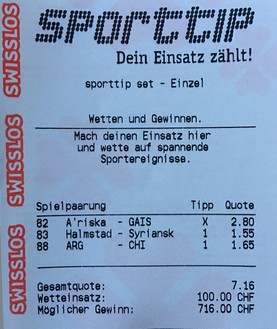 sporttip
Dein Einsatz zählt!
sporttip set - Einzel
Wetten und Gewinnen.
Mach deinen Einsatz hier
und wette auf spannende
Sportereignisse.
Spielpaarung Tipp Quote
82 A'riska - GAIS X 2.80
83 Halmstad - Syriansk 1 1.55
88 ARG - CHI 1 1.65
Gesamtquote: 7.16
Wetteinsatz: 100.00 CHF
Möglicher Gewinn: 716.00 CHF
SWISSLOS
SWISSLOS
SWISSLOS